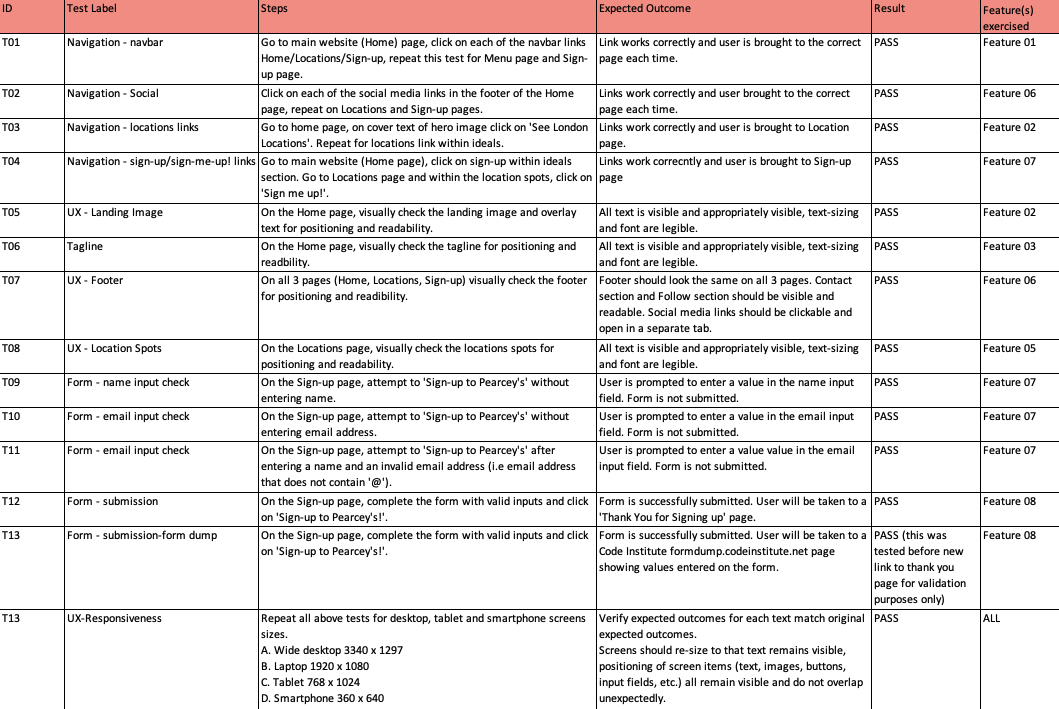 ID Test Label Steps Expected Outcome Result Feature(s)
exercised
T01 Navigation - navbar Go to main website (Home) page, click on each of the navbar links Link works correctly and user is brought to the correct PASS Feature 01
Home/Locations/Sign-up, repeat this test for Menu page and Sign- page each time.
up page.
T02 Navigation - Social Click on each of the social media links in the footer of the Home Links work correctly and user brought to the correct PASS Feature 06
page, repeat on Locations and Sign-up pages. page each time.
T03 Navigation - locations links Go to home page, on cover text of hero image click on 'See London Links work correctly and user is brought to Location PASS Feature 02
Locations'. Repeat for locations link within ideals. page.
T04 Navigation - sign-up/sign-me-up! links Go to main website (Home page), click on sign-up within ideals Links work corrrectly and user is brought to Sign-up PASS Feature 07
section. Go to Locations page and within the location spots, click on page
'Sign me up!'.
T05 UX - Landing Image On the Home page, visually check the landing image and overlay All text is visible and appropriately visible, text-sizing PASS Feature 02
text for positioning and readability. and font are legible.
T06 Tagline On the Home page, visually check the tagline for positioning and All text is visible and appropriately visible, text-sizing PASS Feature 03
readbility. and font are legible.
T07 UX - Footer On all 3 pages (Home, Locations, Sign-up) visually check the footer Footer should look the same on all 3 pages. Contact PASS Feature 06
for positioning and readibility. section and Follow section should be visible and
readable. Social media links should be clickable and
open in a separate tab.
T08 UX - Location Spots On the Locations page, visually check the locations spots for All text is visible and appropriately visible, text-sizing PASS Feature 05
positioning and readability. and font are legible.
T09 Form - name input check On the Sign-up page, attempt to 'Sign-up to Pearcey's' without User is prompted to enter a value in the name input PASS Feature 07
entering name. field. Form is not submitted.
T10 Form - email input check On the Sign-up page, attempt to 'Sign-up to Pearcey's' without User is prompted to enter a value in the email input PASS Feature 07
entering email address. field. Form is not submitted.
T11 Form - email input check On the Sign-up page, attempt to 'Sign-up to Pearcey's' after User is prompted to enter a value value in the email PASS Feature 07
entering a name and an invalid email address (i.e email address input field. Form is not submitted.
that does not contain '@').
T12 Form - submission On the Sign-up page, complete the form with valid inputs and click Form is successfully submitted. User will be taken to a PASS Feature 08
on 'Sign-up to Pearcey's!'. 'Thank You for Signing up' page.
T13 Form - submission-form dump On the Sign-up page, complete the form with valid inputs and click Form is successfully submitted. User will be taken to a PASS (this was Feature 08
on 'Sign-up to Pearcey's!'. Code Institute formdump.codeinstitute.net page tested before new
showing values entered on the form. link to thank you
page for validation
purposes only)
T13 UX-Responsiveness Repeat all above tests for desktop, tablet and smartphone screens Verify expected outcomes for each text match original PASS ALL
sizes. expected outcomes.
A. Wide desktop 3340 x 1297 Screens should re-size to that text remains visible,
B. Laptop 1920 x 1080 positioning of screen items (text, images, buttons,
C. Tablet 768 x 1024 input fields, etc.) all remain visible and do not overlap
D. Smartphone 360 x 640 unexpectedly.